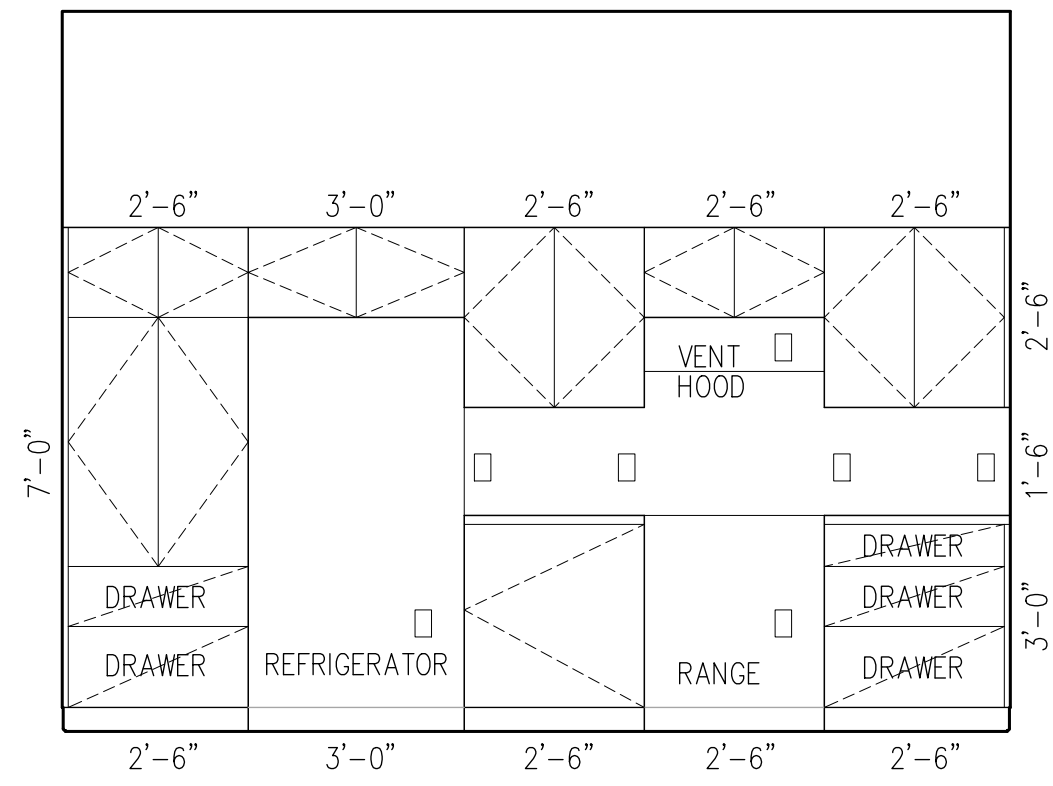 2'-6" 3'-0" 2'-6" 2'-6" 2'-6"
2'-6"
VENT
HOOD
7'-0"
1'-6"
DRAWER
DRAWER DRAWER
3'-0"
DRAWER REFRIGERATOR RANGE DRAWER
2'-6" 3'-0" 2'-6" 2'-6" 2'-6"